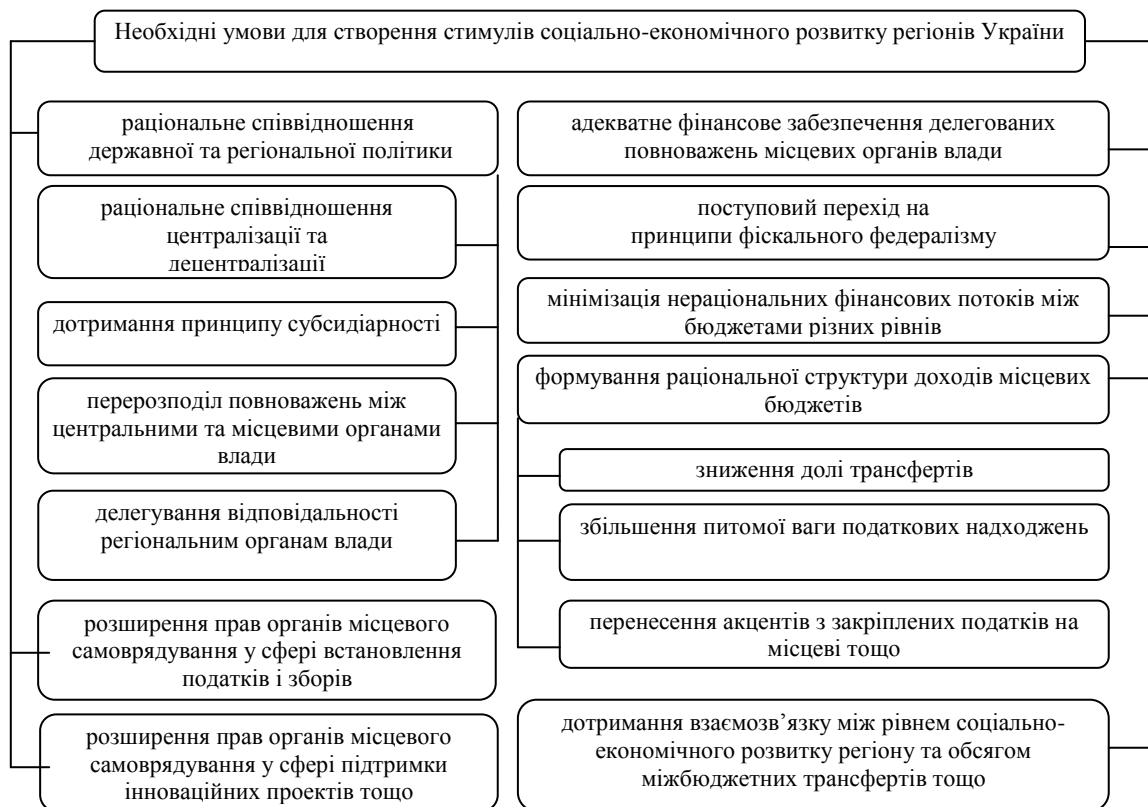 Необхідні умови для створення стимулів соціально-економічного розвитку регіонів України
раціональне співвідношення
державної та регіональної політики
раціональне співвідношення
централізації та
децентралізації
дотримання принципу субсидіарності
перерозподіл повноважень між
центральними та місцевими органами
влади
делегування відповідальності
регіональним органам влади
розширення прав органів місцевого
самоврядування у сфері встановлення
податків і зборів
розширення прав органів місцевого
самоврядування у сфері підтримки
інноваційних проектів тощо
адекватне фінансове забезпечення делегованих
повноважень місцевих органів влади
поступовий перехід на
принципи фіскального федералізму
мінімізація нераціональних фінансових потоків між
бюджетами різних рівнів
формування раціональної структури доходів місцевих
бюджетів
зниження долі трансфертів
збільшення питомої ваги податкових надходжень
перенесення акцентів з закріплених податків на
місцеві тощо
дотримання взаємозв’язку між рівнем соціально-
економічного розвитку регіону та обсягом
міжбюджетних трансфертів тощо